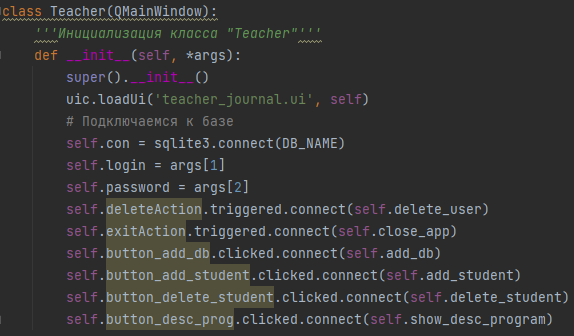 class Teacher(QMainWindow):
    '''Инициализация класса "Teacher"'''
    def __init__(self, *args):
        super().__init__()
        uic.loadUi('teacher_journal.ui', self)
        # Подключаемся к базе
        self.con = sqlite3.connect(DB_NAME)
        self.login = args[1]
        self.password = args[2]
        self.deleteAction.triggered.connect(self.delete_user)
        self.exitAction.triggered.connect(self.close_app)
        self.button_add_db.clicked.connect(self.add_db)
        self.button_add_student.clicked.connect(self.add_student)
        self.button_delete_student.clicked.connect(self.delete_student)
        self.button_desc_prog.clicked.connect(self.show_desc_program)